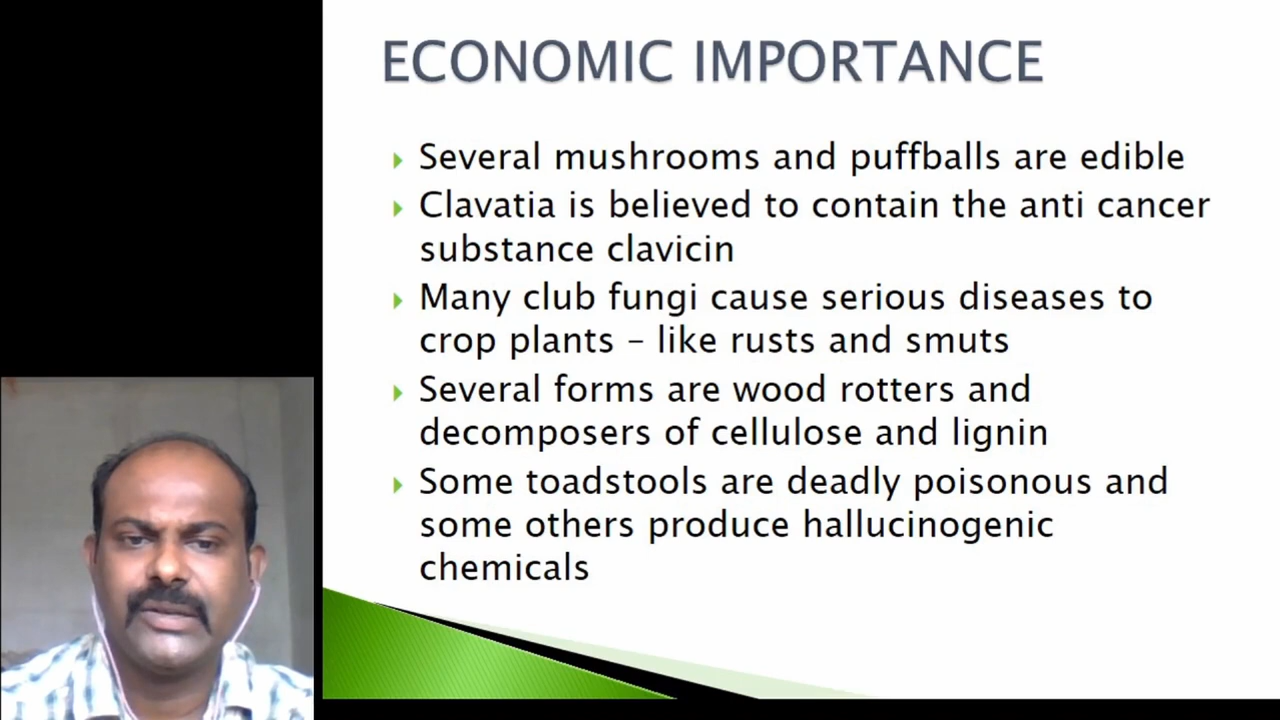 ECONOMIC IMPORTANCE
Several mushrooms and puffballs are edible
Clavatia is believed to contain the anti cancer
substance clavicin
Many club fungi cause serious diseases to
crop plants – like rusts and smuts
Several forms are wood rotters and
decomposers of cellulose and lignin
Some toadstools are deadly poisonous and
some others produce hallucinogenic
chemicals